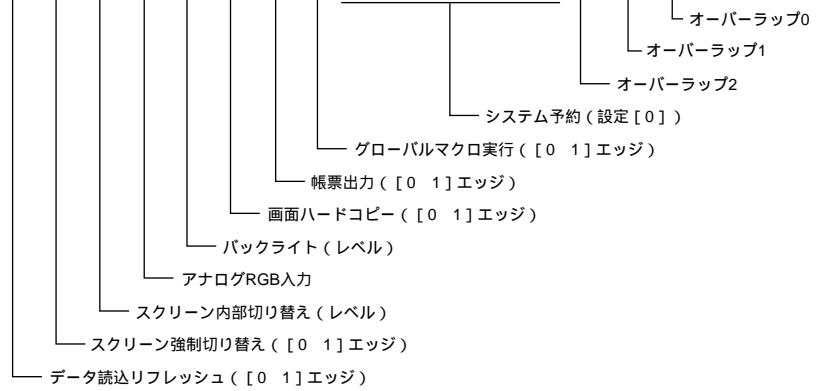 オーバーラップ0
オーバーラップ1
オーバーラップ2
システム予約（設定［0］）
グローバルマクロ実行（［0　1］エッジ）
帳票出力（［0　1］エッジ）
画面ハードコピー（［0　1］エッジ）
バックライト（レベル）
アナログRGB入力
スクリーン内部切り替え（レベル）
スクリーン強制切り替え（［0　1］エッジ）
データ読込リフレッシュ（［0　1］エッジ）